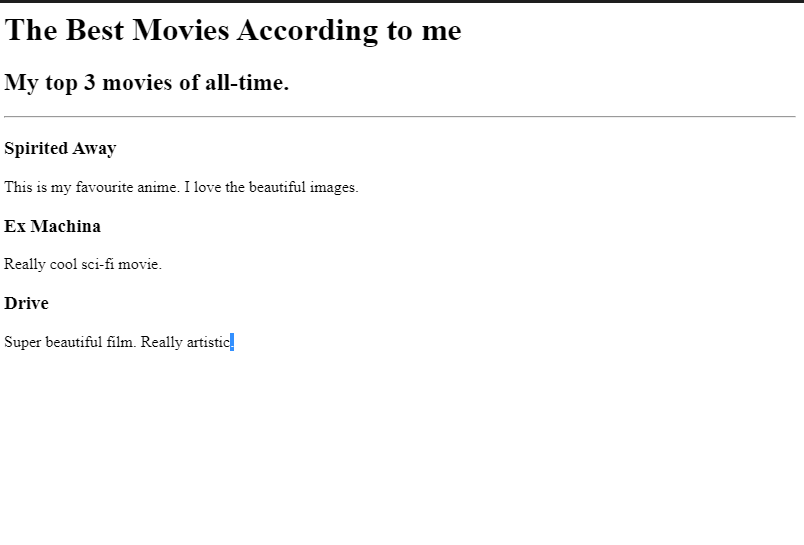 The Best Movies According to me
My top 3 movies of all-time.
Spirited Away
This is my favourite anime. I love the beautiful images.
Ex Machina
Really cool sci-fi movie.
Drive
Super beautiful film. Really artistic.